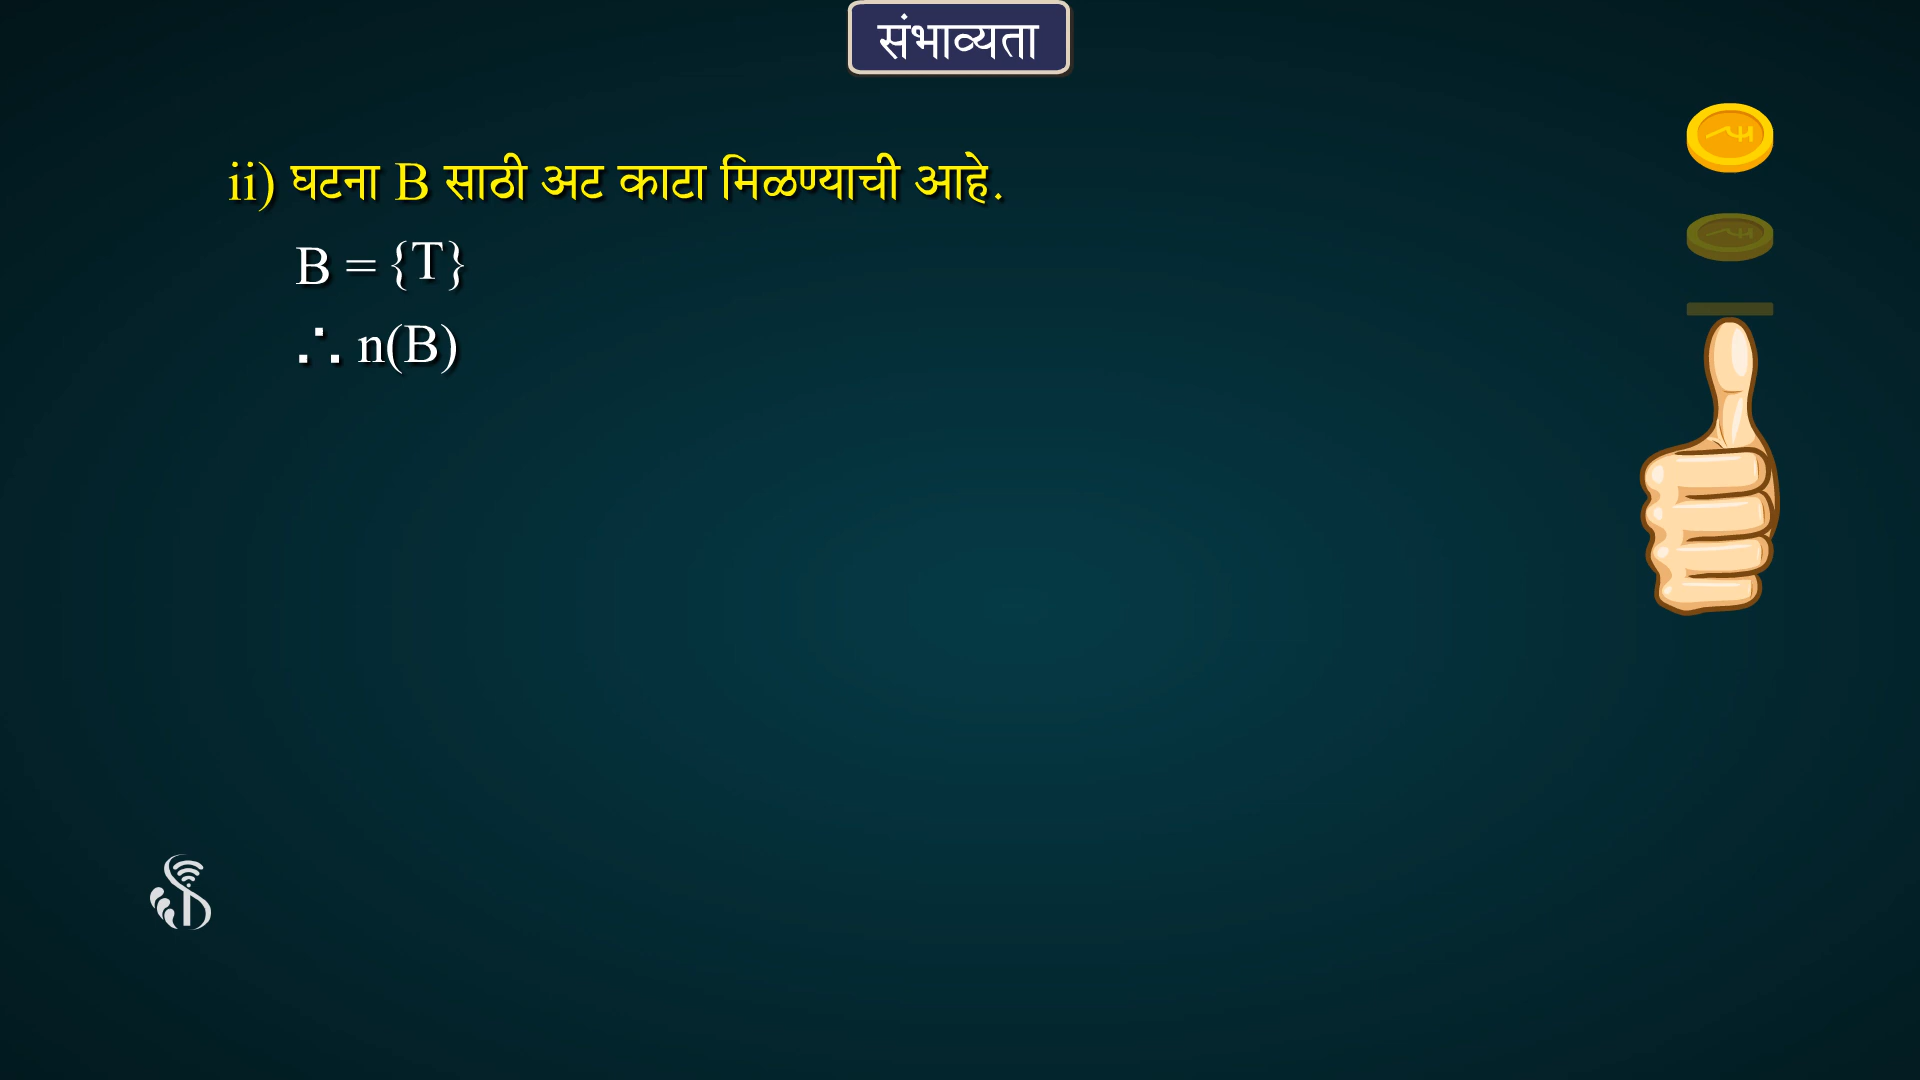 संभाव्यता
ii) घटना B साठी अट काटा मिळण्याची आहे.
B = {T}
∴ n(B)